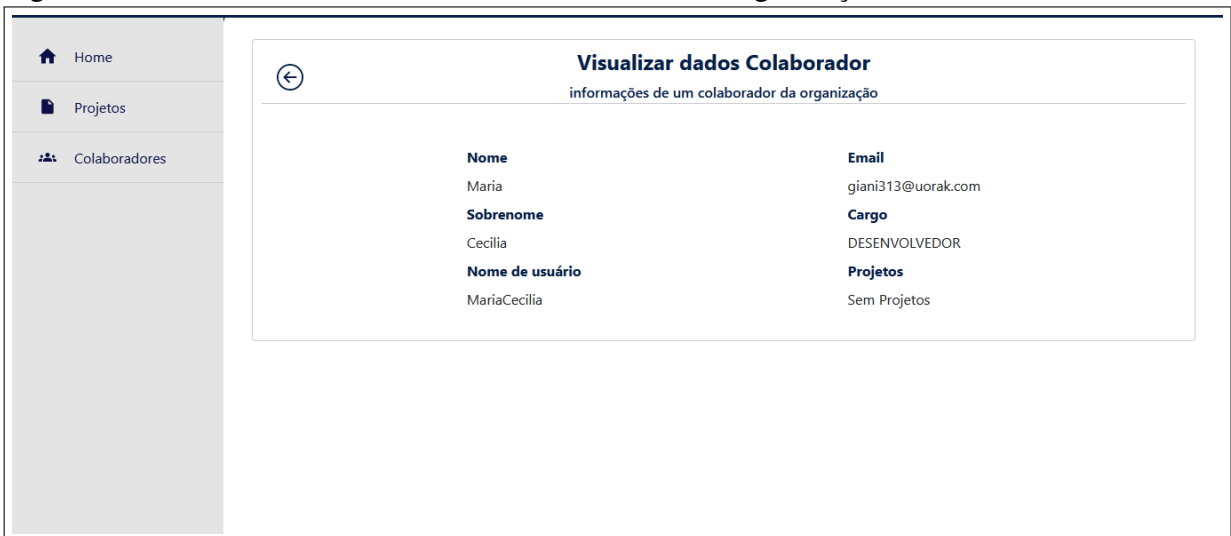 Home
Projetos
Colaboradores
Visualizar dados Colaborador
informações de um colaborador da organização
Nome
Email
Maria
giani313@uorak.com
Sobrenome
Cargo
Cecilia
DESENVOLVEDOR
Nome de usuário
Projetos
MariaCecilia
Sem Projetos